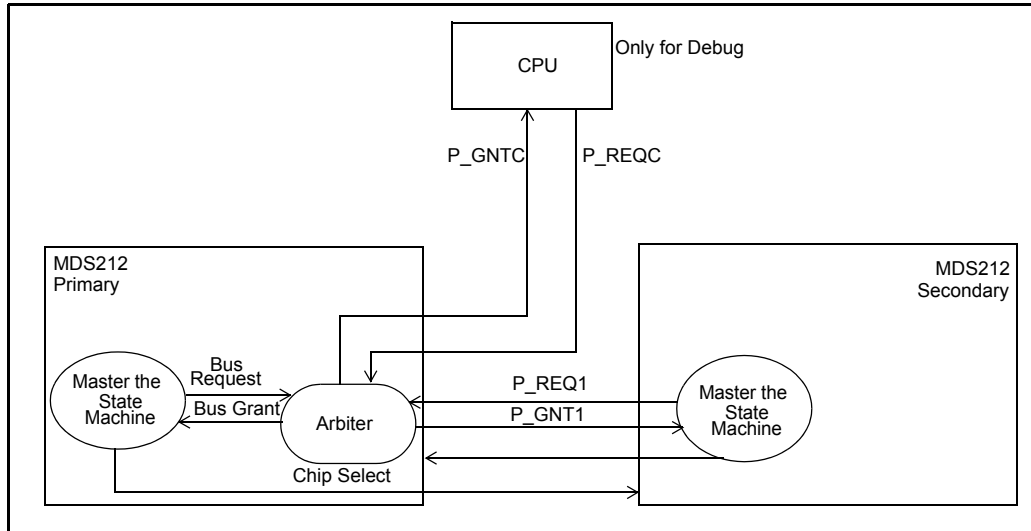 Only for Debug
CPU
P_GNTC
P_REQC
MDS212
Primary
MDS212
Secondary
Master the
State
Machine
Bus
Request
Bus Grant
Arbiter
Chip Select
P_REQ1
P_GNT1
Master the
State
Machine